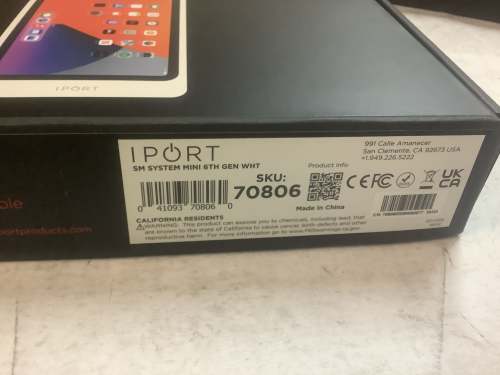 IPORT
IPORT
SM SYSTEM MINI 6TH GEN WHT
SKU:
70806
0 41093 70806 0
Product info
Made in China
991 Calle Amanecer
San Clemente, CA 92673 USA
+1.949.226.5222
CE FC
UK
CA
CALIFORNIA RESIDENTS
WARNING: This product can expose you to chemicals, including lead, that
are known to the state of California to cause cancer, birth defects and other
reproductive harm. For more information go to www.P65warnings.ca.gov
portproducts.com